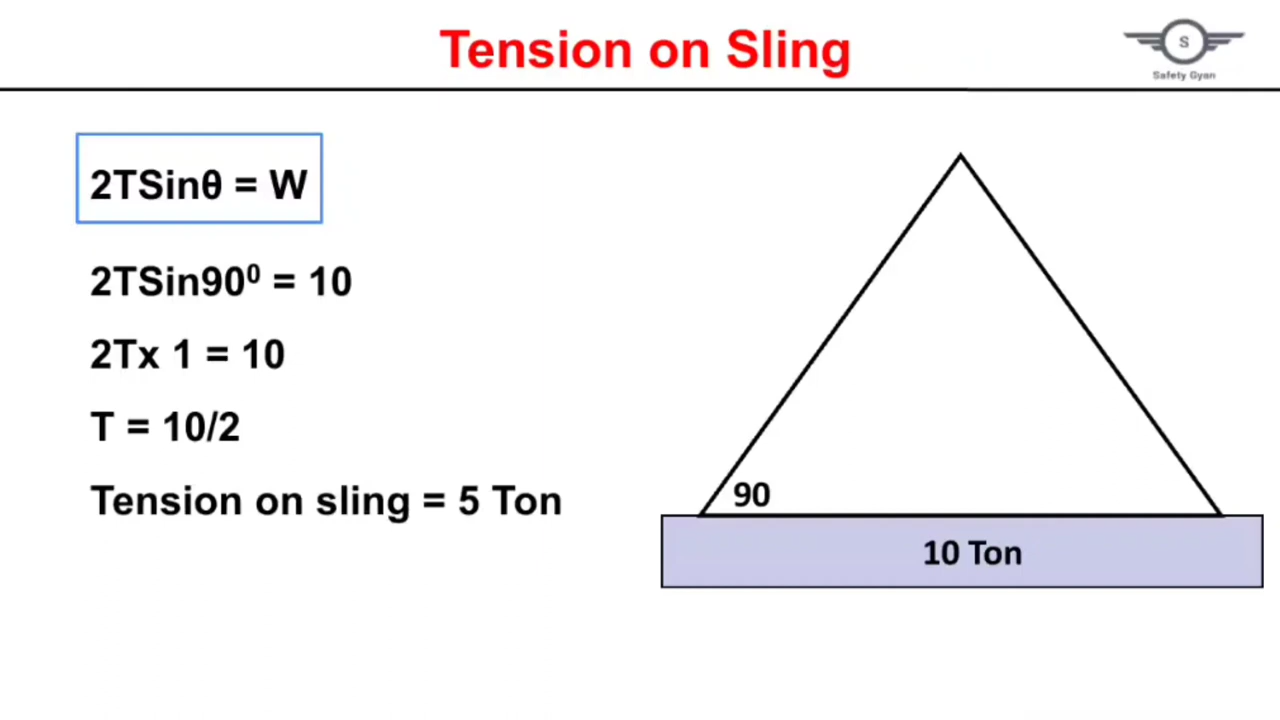 Tension on Sling
S
Safety Gyan
2TSinθ = W
2TSin90⁰ = 10
2Tx 1 = 10
T = 10/2
Tension on sling = 5 Ton
90
10 Ton